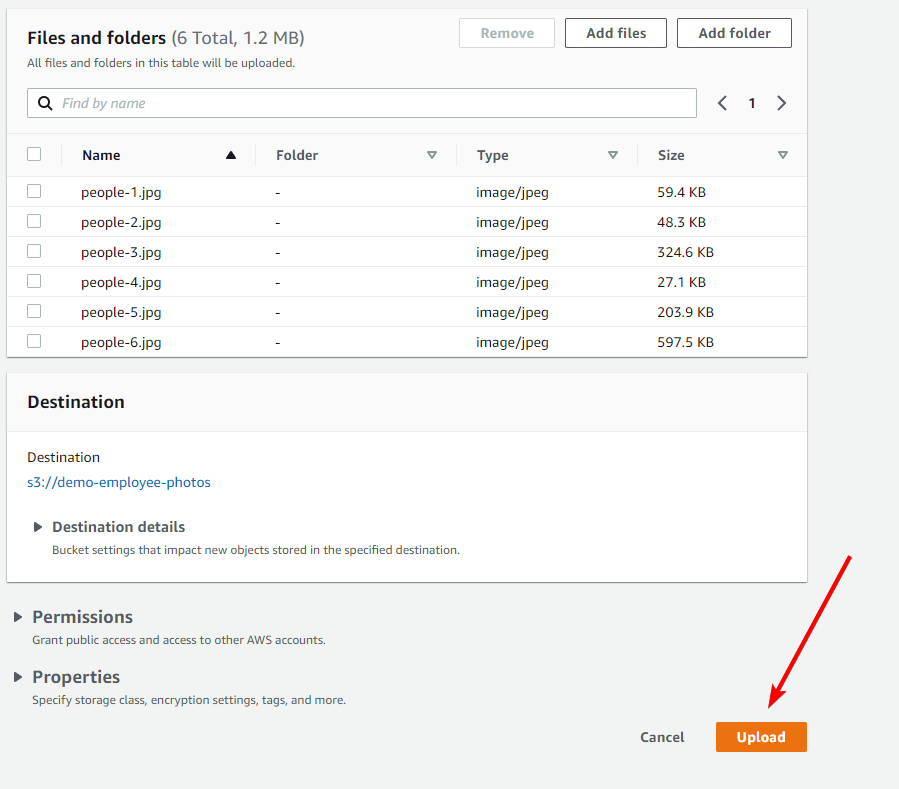 Files and folders (6 Total, 1.2 MB)
Remove Add files Add folder
All files and folders in this table will be uploaded.
Find by name 1
Name Folder Type Size
people-1.jpg - image/jpeg 59.4 KB
people-2.jpg - image/jpeg 48.3 KB
people-3.jpg - image/jpeg 324.6 KB
people-4.jpg - image/jpeg 27.1 KB
people-5.jpg - image/jpeg 203.9 KB
people-6.jpg - image/jpeg 597.5 KB
Destination
Destination
s3://demo-employee-photos
Destination details
Bucket settings that impact new objects stored in the specified destination.
Permissions
Grant public access and access to other AWS accounts.
Properties
Specify storage class, encryption settings, tags, and more.
Cancel Upload